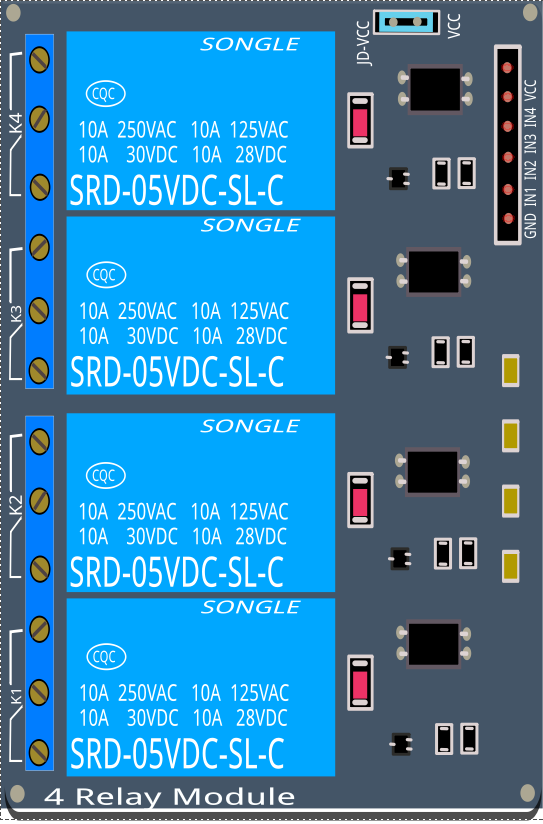 JD-VCC
VCC
SONGLE
CQC
10A 250VAC 10A 125VAC
10A 30VDC 10A 28VDC
SRD-05VDC-SL-C
K4
GND IN1 IN2 IN3 IN4 VCC
SONGLE
CQC
10A 250VAC 10A 125VAC
10A 30VDC 10A 28VDC
SRD-05VDC-SL-C
K3
SONGLE
CQC
10A 250VAC 10A 125VAC
10A 30VDC 10A 28VDC
SRD-05VDC-SL-C
K2
SONGLE
CQC
10A 250VAC 10A 125VAC
10A 30VDC 10A 28VDC
SRD-05VDC-SL-C
K1
4 Relay Module